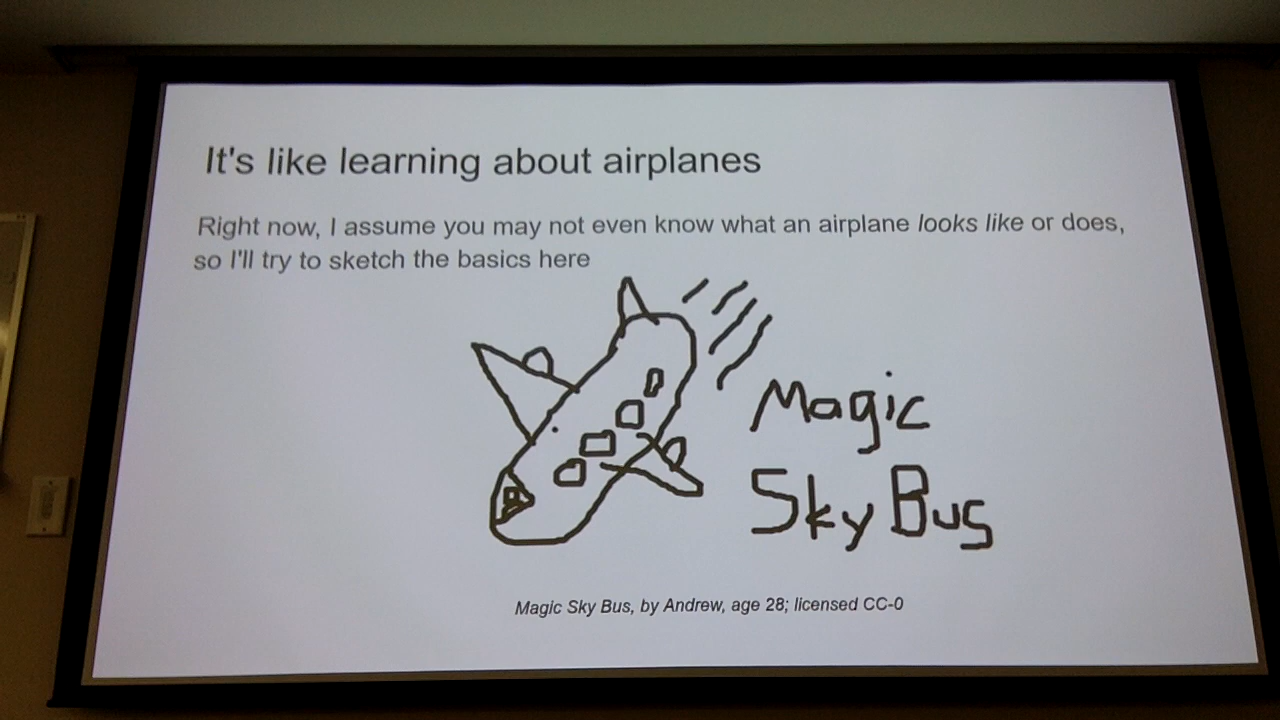 It's like learning about airplanes
Right now, I assume you may not even know what an airplane looks like or does,
so I'll try to sketch the basics here
Magic
Sky Bus
Magic Sky Bus, by Andrew, age 28; licensed CC-0